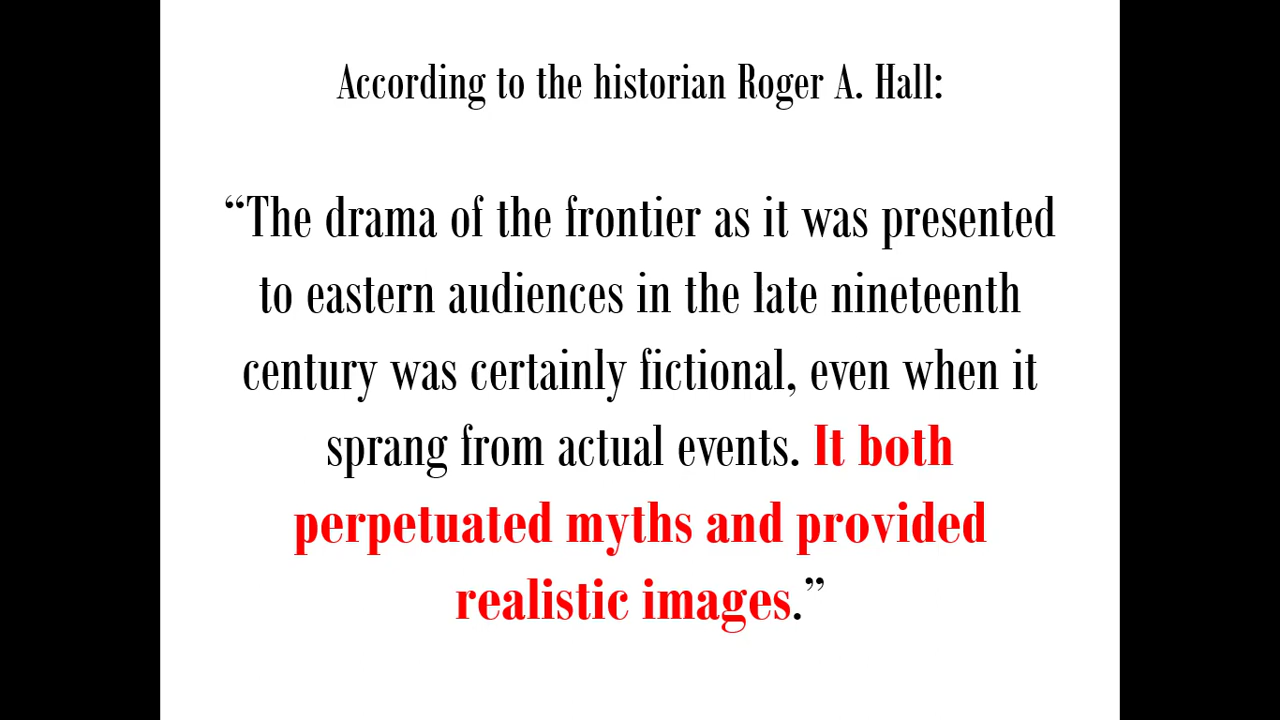 According to the historian Roger A. Hall:
“The drama of the frontier as it was presented
to eastern audiences in the late nineteenth
century was certainly fictional, even when it
sprang from actual events. It both
perpetuated myths and provided
realistic images.”